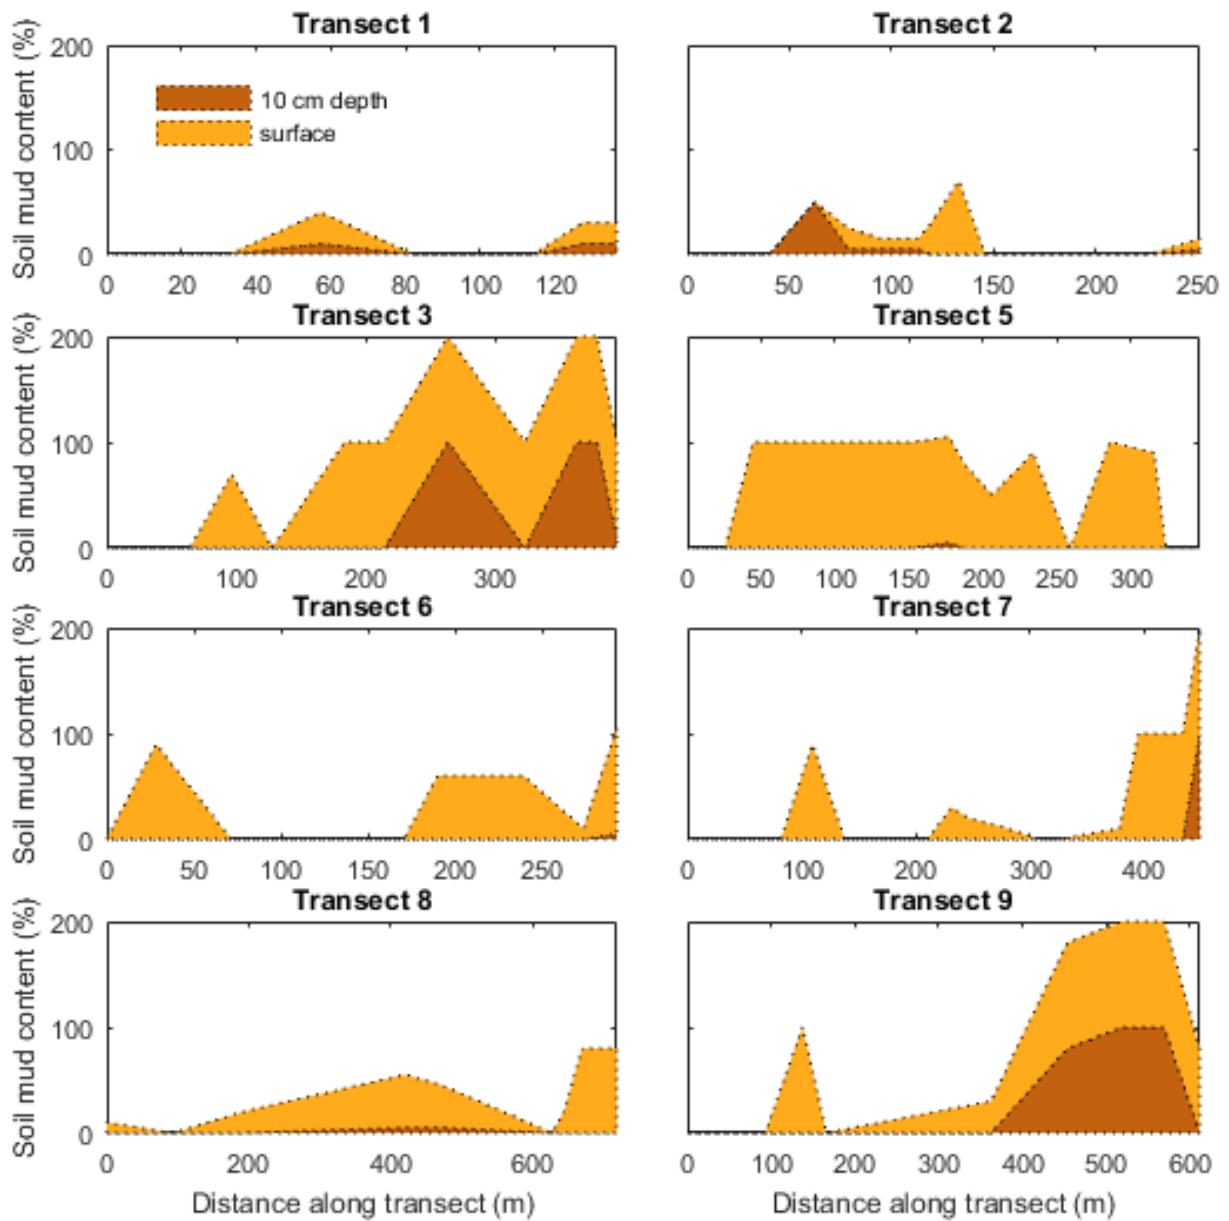 Transect 1
Transect 2
Soil mud content (%)
200
100
0
10 cm depth
surface
0 20 40 60 80 100 120
0 50 100 150 200 250
Transect 3
Transect 5
Soil mud content (%)
200
100
0
0 100 200 300
0 50 100 150 200 250 300
Transect 6
Transect 7
Soil mud content (%)
200
100
0
0 50 100 150 200 250
0 100 200 300 400
Transect 8
Transect 9
Soil mud content (%)
200
100
0
0 200 400 600
0 100 200 300 400 500 600
Distance along transect (m)
Distance along transect (m)